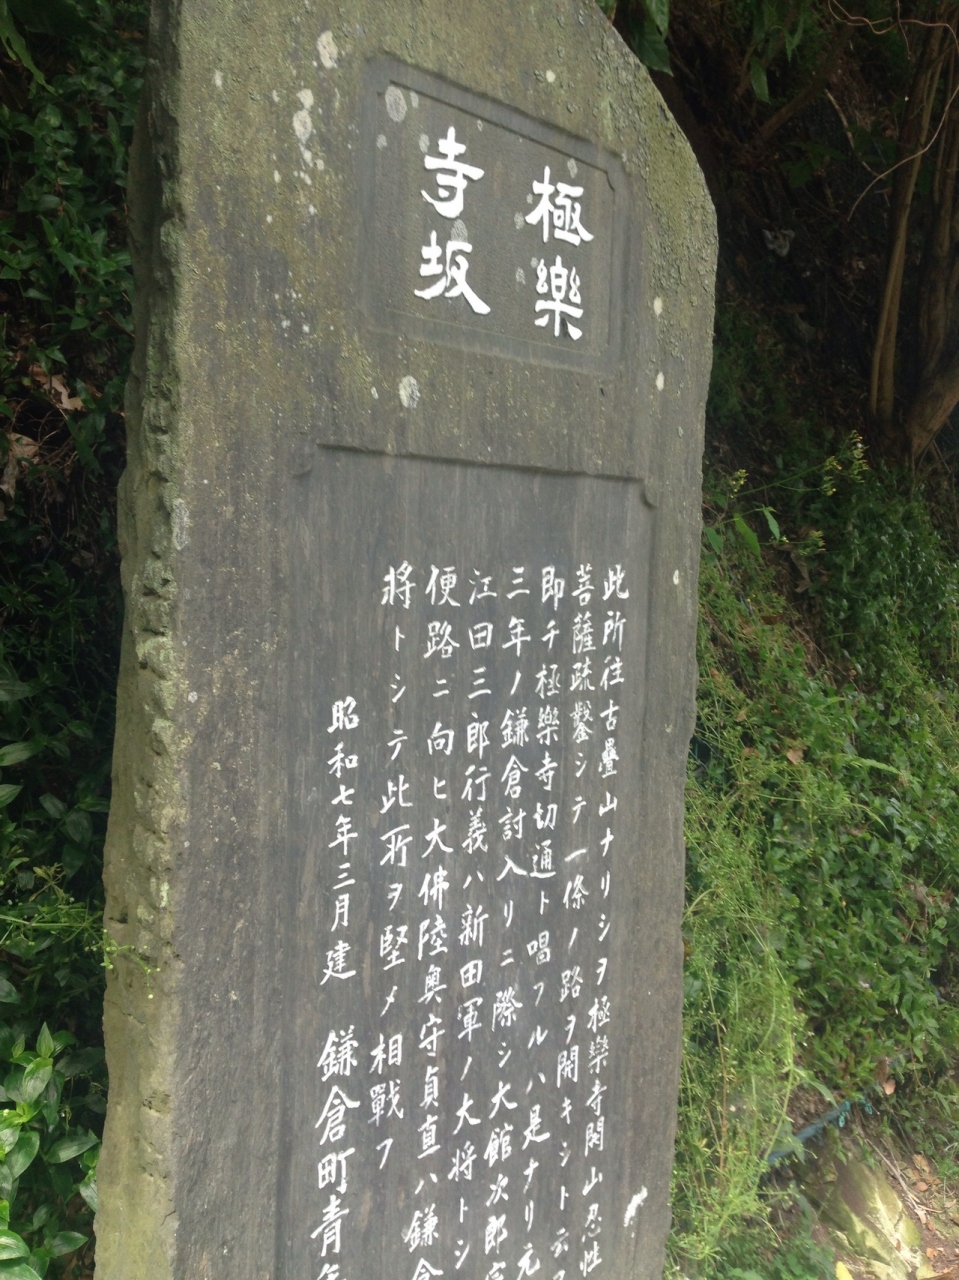 極樂
寺坂
此所往古疊山ナリシヲ極樂寺開山忍性
菩薩疏鑿シテ一條ノ路ヲ開キシト云フ
即チ極樂寺切通ト唱フルハ是ナリ元
三年ノ鎌倉討入リニ際シ大館次郎宗
江田三郎行義ハ新田軍ノ大将トシ
便路ニ向ヒ大佛陸奥守貞直ハ鎌倉
将トシテ此所ヲ堅メ相戰フ
昭和七年三月建 鎌倉町青年